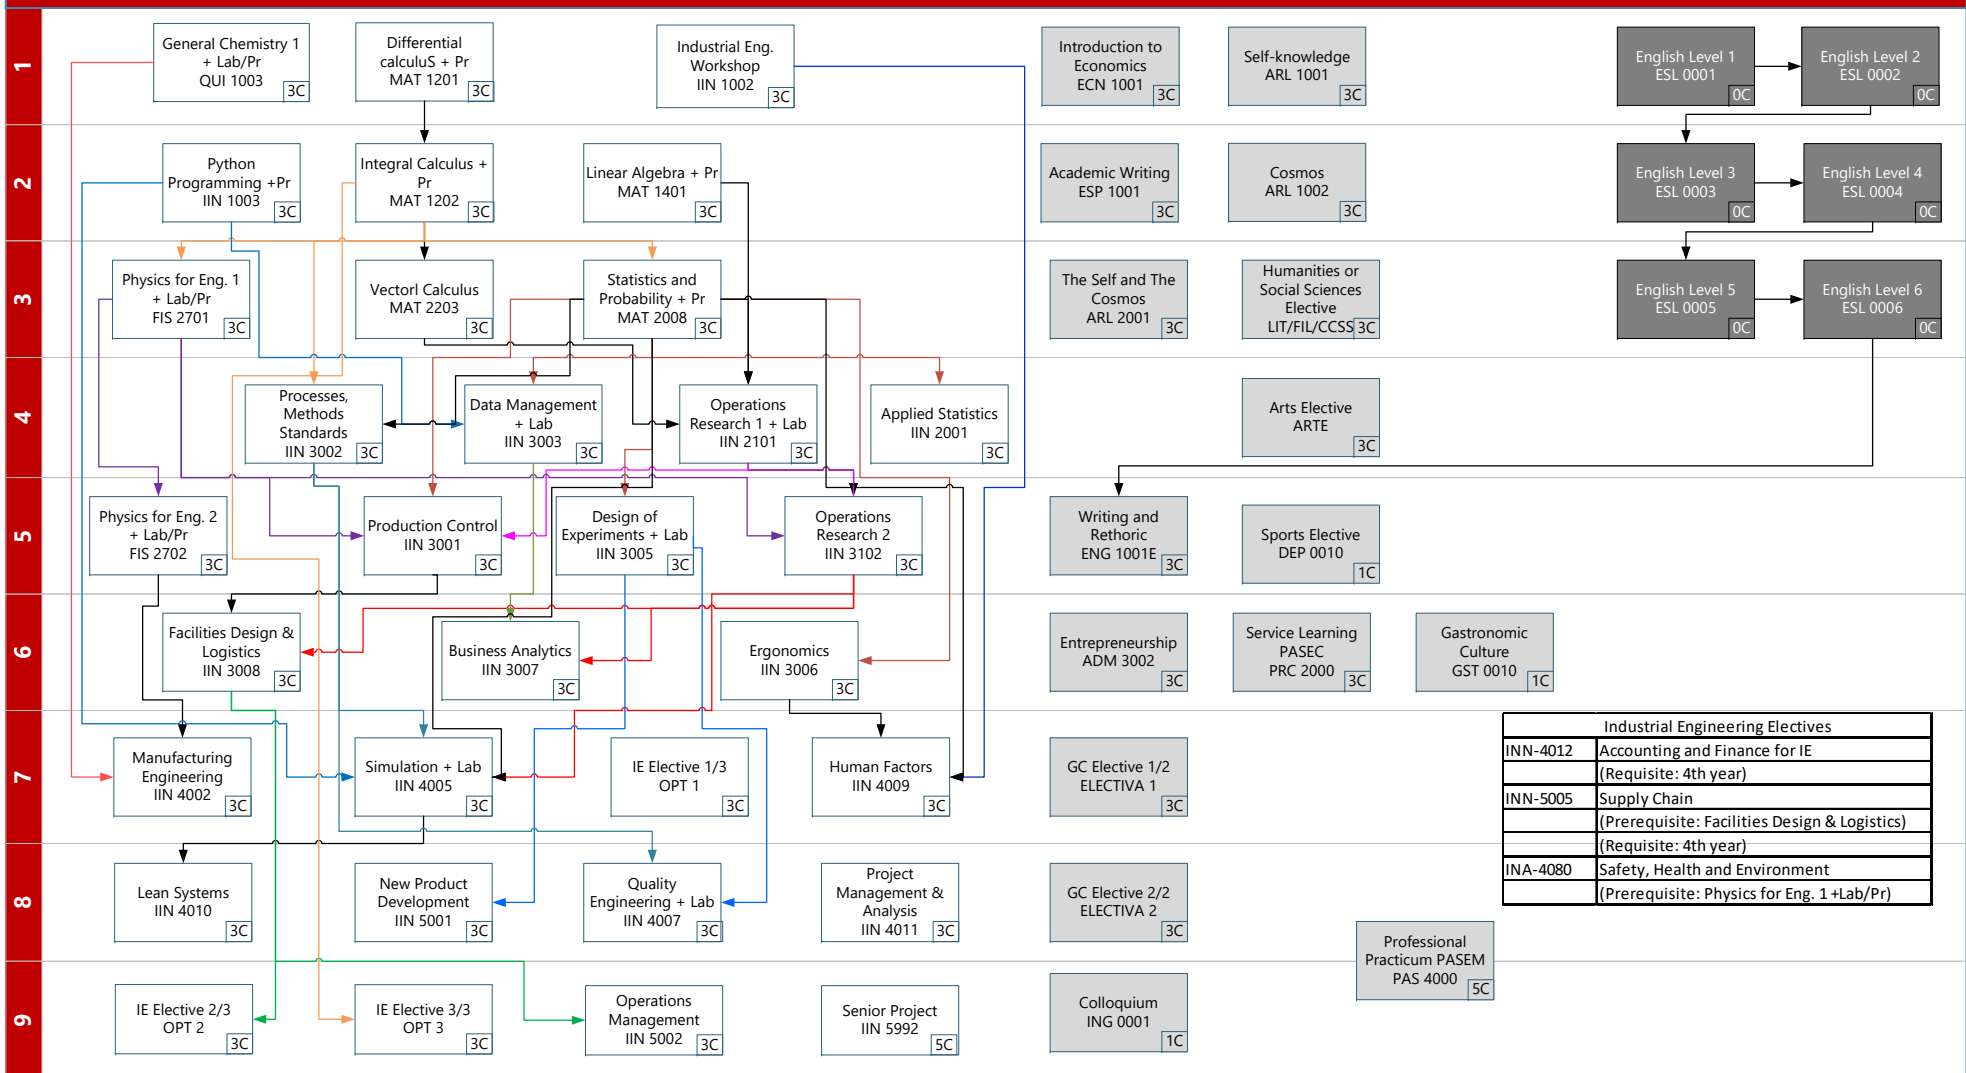 1
General Chemistry 1
+ Lab/Pr
QUI 1003
3C
Differential
calculuS + Pr
MAT 1201
3C
Industrial Eng.
Workshop
IIN 1002
3C
Introduction to
Economics
ECN 1001
3C
Self-knowledge
ARL 1001
3C
English Level 1
ESL 0001
0C
English Level 2
ESL 0002
0C
2
Python
Programming +Pr
IIN 1003
3C
Integral Calculus +
Pr
MAT 1202
3C
Linear Algebra + Pr
MAT 1401
3C
Academic Writing
ESP 1001
3C
Cosmos
ARL 1002
3C
English Level 3
ESL 0003
0C
English Level 4
ESL 0004
0C
3
Physics for Eng. 1
+ Lab/Pr
FIS 2701
3C
Vectorl Calculus
MAT 2203
3C
Statistics and
Probability + Pr
MAT 2008
3C
The Self and The
Cosmos
ARL 2001
3C
Humanities or
Social Sciences
Elective
LIT/FIL/CCSS
3C
English Level 5
ESL 0005
0C
English Level 6
ESL 0006
0C
4
Processes,
Methods
Standards
IIN 3002
3C
Data Management
+ Lab
IIN 3003
3C
Operations
Research 1 + Lab
IIN 2101
3C
Applied Statistics
IIN 2001
3C
Arts Elective
ARTE
3C
5
Physics for Eng. 2
+ Lab/Pr
FIS 2702
3C
Production Control
IIN 3001
3C
Design of
Experiments + Lab
IIN 3005
3C
Operations
Research 2
IIN 3102
3C
Writing and
Rethoric
ENG 1001E
3C
Sports Elective
DEP 0010
1C
6
Facilities Design &
Logistics
IIN 3008
3C
Business Analytics
IIN 3007
3C
Ergonomics
IIN 3006
3C
Entrepreneurship
ADM 3002
3C
Service Learning
PASEC
PRC 2000
3C
Gastronomic
Culture
GST 0010
1C
7
Manufacturing
Engineering
IIN 4002
3C
Simulation + Lab
IIN 4005
3C
IE Elective 1/3
OPT 1
3C
Human Factors
IIN 4009
3C
GC Elective 1/2
ELECTIVA 1
3C
Industrial Engineering Electives
INN-4012 Accounting and Finance for IE
(Requisite: 4th year)
INN-5005 Supply Chain
(Prerequisite: Facilities Design & Logistics)
(Requisite: 4th year)
INA-4080 Safety, Health and Environment
(Prerequisite: Physics for Eng. 1 +Lab/Pr)
8
Lean Systems
IIN 4010
3C
New Product
Development
IIN 5001
3C
Quality
Engineering + Lab
IIN 4007
3C
Project
Management &
Analysis
IIN 4011
3C
GC Elective 2/2
ELECTIVA 2
3C
Professional
Practicum PASEM
PAS 4000
5C
9
IE Elective 2/3
OPT 2
3C
IE Elective 3/3
OPT 3
3C
Operations
Management
IIN 5002
3C
Senior Project
IIN 5992
5C
Colloquium
ING 0001
1C